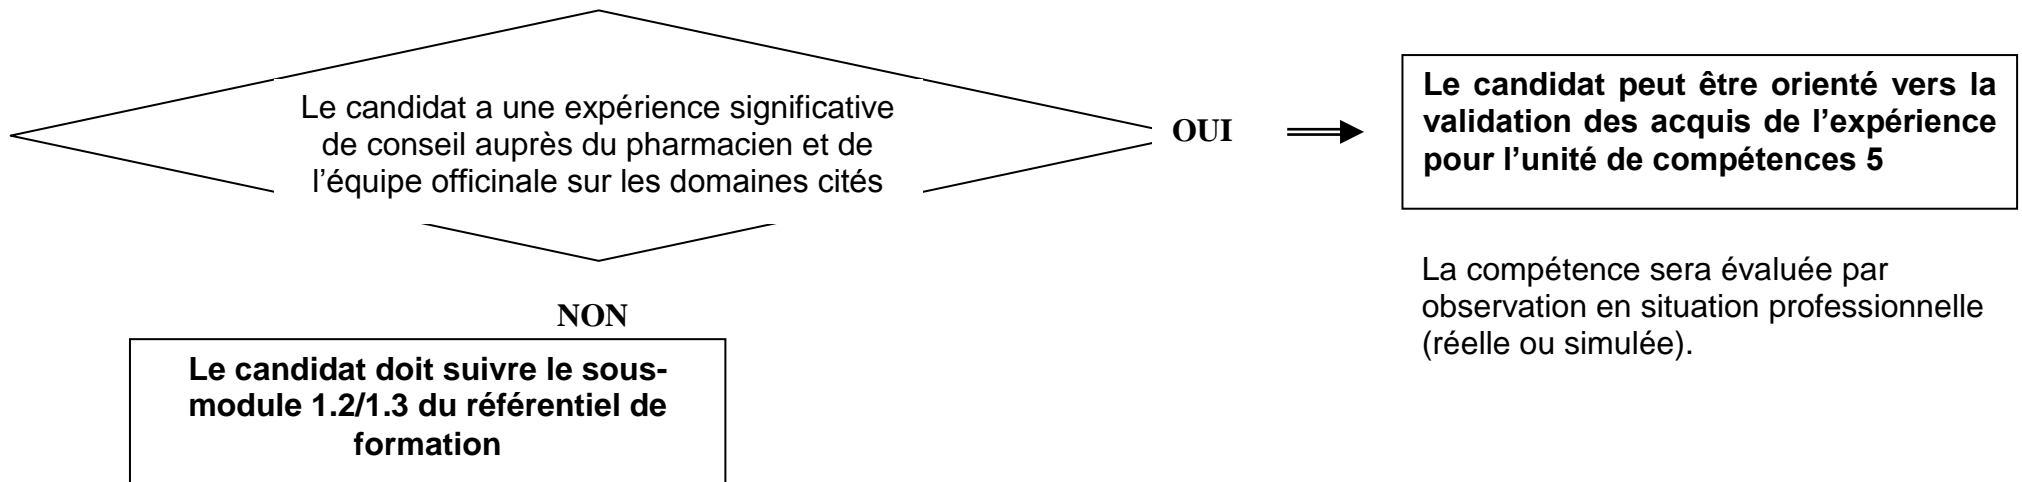 Le candidat a une expérience significative
de conseil auprès du pharmacien et de
l’équipe officinale sur les domaines cités
OUI
Le candidat peut être orienté vers la
validation des acquis de l’expérience
pour l’unité de compétences 5
La compétence sera évaluée par
observation en situation professionnelle
(réelle ou simulée).
NON
Le candidat doit suivre le sous-
module 1.2/1.3 du référentiel de
formation